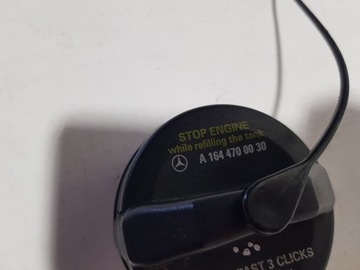 STOP ENGINE
while refilling the tank
A 164 470 00 30
3 CLICKS